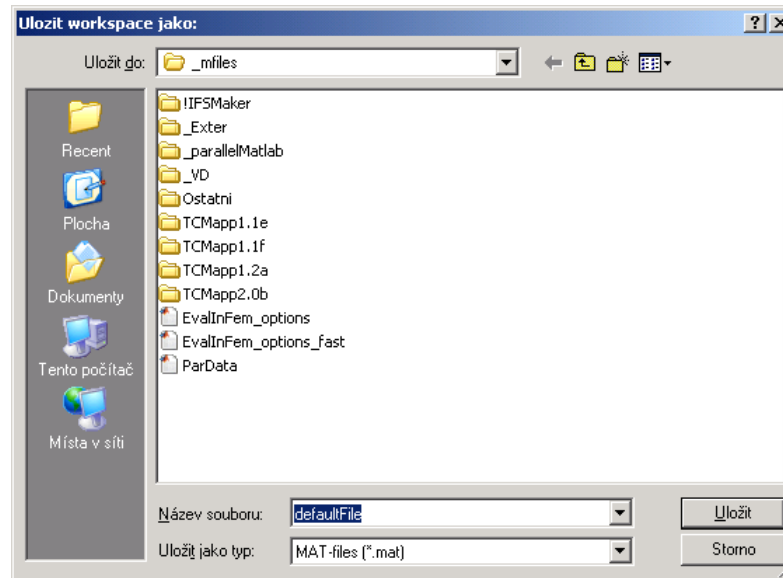 Ulozit workspace jako:
Uložit do:
_mfiles
Recent
Plocha
Dokumenty
Tento počítač
Místa v síti
!IFSMaker
_Exter
_parallelMatlab
_VD
Ostatni
TCMapp1.1e
TCMapp1.1f
TCMapp1.2a
TCMapp2.0b
EvalInFem_options
EvalInFem_options_fast
ParData
Název souboru:
defaultFile
Uložit
Uložit jako typ:
MAT-files (*.mat)
Storno